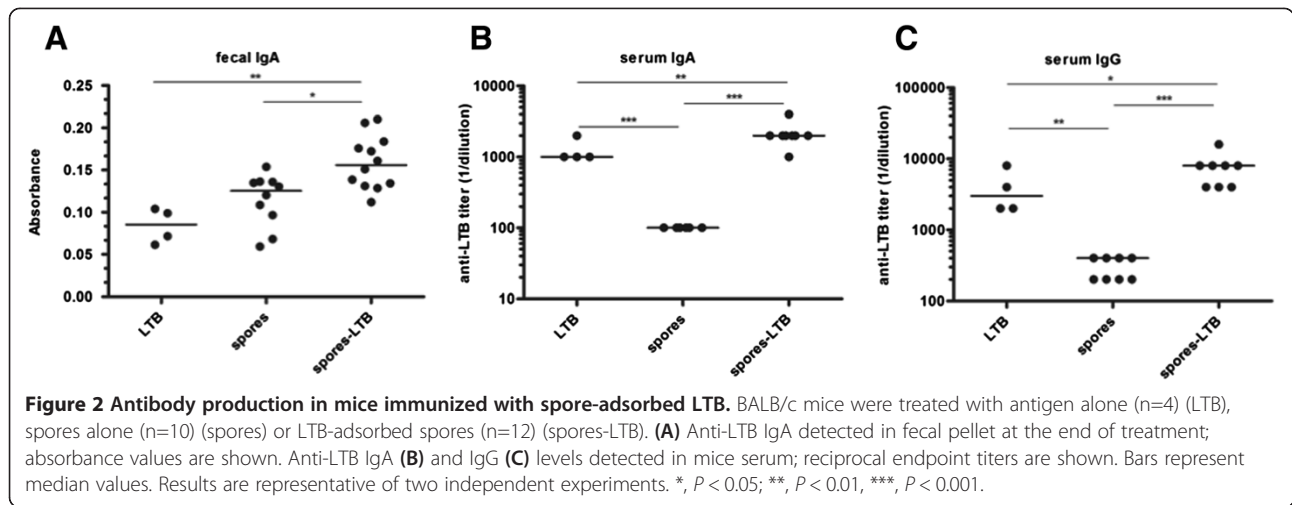 A
fecal IgA
**
*
Absorbance
0.25
0.20
0.15
0.10
0.05
0.00
LTB
spores
spores-LTB
B
serum IgA
**
***
***
anti-LTB titer (1/dilution)
10000
1000
100
10
LTB
spores
spores-LTB
C
serum IgG
*
***
**
anti-LTB titer (1/dilution)
100000
10000
1000
100
LTB
spores
spores-LTB
Figure 2 Antibody production in mice immunized with spore-adsorbed LTB. BALB/c mice were treated with antigen alone (n=4) (LTB),
spores alone (n=10) (spores) or LTB-adsorbed spores (n=12) (spores-LTB). (A) Anti-LTB IgA detected in fecal pellet at the end of treatment;
absorbance values are shown. Anti-LTB IgA (B) and IgG (C) levels detected in mice serum; reciprocal endpoint titers are shown. Bars represent
median values. Results are representative of two independent experiments. *, P < 0.05; **, P < 0.01, ***, P < 0.001.